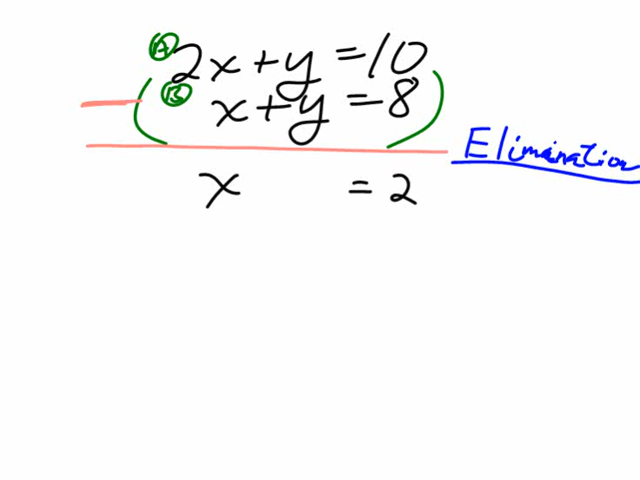 Ⓐ 2x + y = 10
− ( Ⓑ x + y = 8 )
Elimination
x = 2